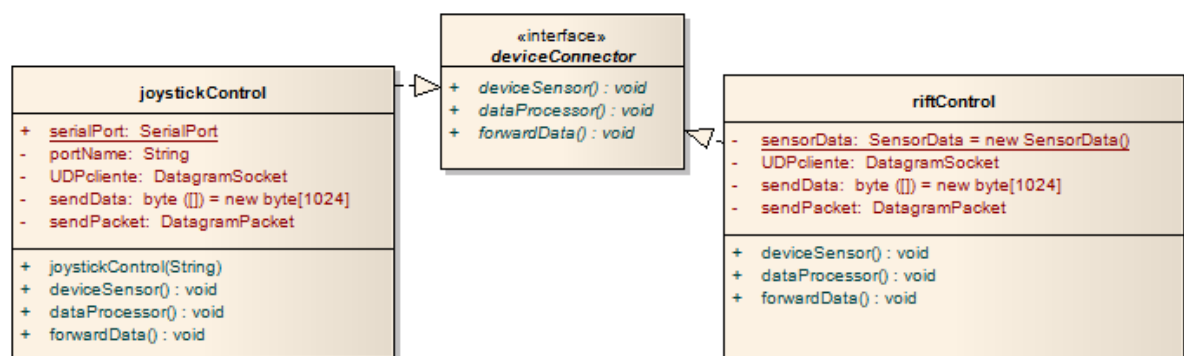 «interface»
deviceConnector
+ deviceSensor() : void
+ dataProcessor() : void
+ forwardData() : void
joystickControl
+ serialPort: SerialPort
- portName: String
- UDPcliente: DatagramSocket
- sendData: byte ([]) = new byte[1024]
- sendPacket: DatagramPacket
+ joystickControl(String)
+ deviceSensor() : void
+ dataProcessor() : void
+ forwardData() : void
riftControl
- sensorData: SensorData = new SensorData()
- UDPcliente: DatagramSocket
- sendData: byte ([]) = new byte[1024]
- sendPacket: DatagramPacket
+ deviceSensor() : void
+ dataProcessor() : void
+ forwardData() : void